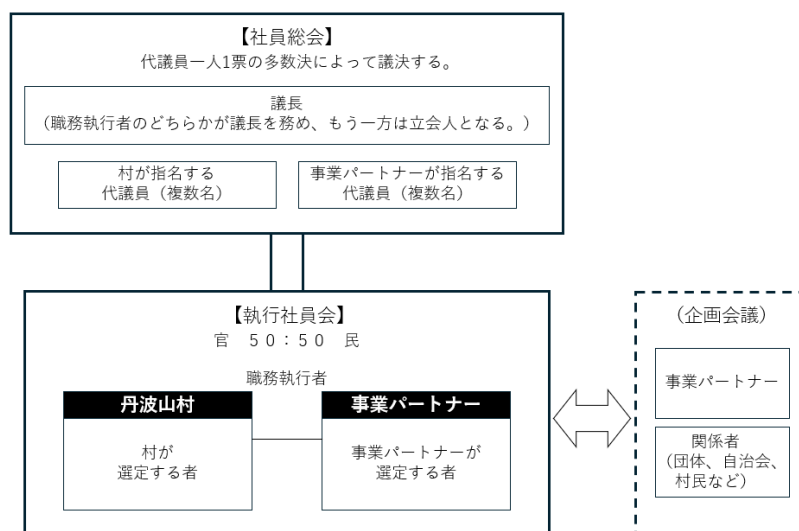 【社員総会】
代議員一人1票の多数決によって議決する。
議長
（職務執行者のどちらかが議長を務め、もう一方は立会人となる。）
村が指名する
代議員（複数名）
事業パートナーが指名する
代議員（複数名）
【執行社員会】
官　５０：５０　民
職務執行者
丹波山村
村が
選定する者
事業パートナー
事業パートナーが
選定する者
（企画会議）
事業パートナー
関係者
（団体、自治会、
村民など）